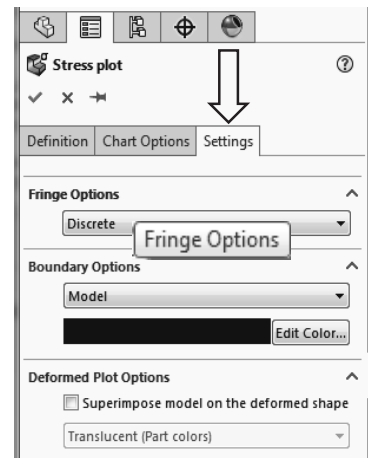 Stress plot
Definition Chart Options Settings
Fringe Options
Discrete
Fringe Options
Boundary Options
Model
Edit Color...
Deformed Plot Options
Superimpose model on the deformed shape
Translucent (Part colors)